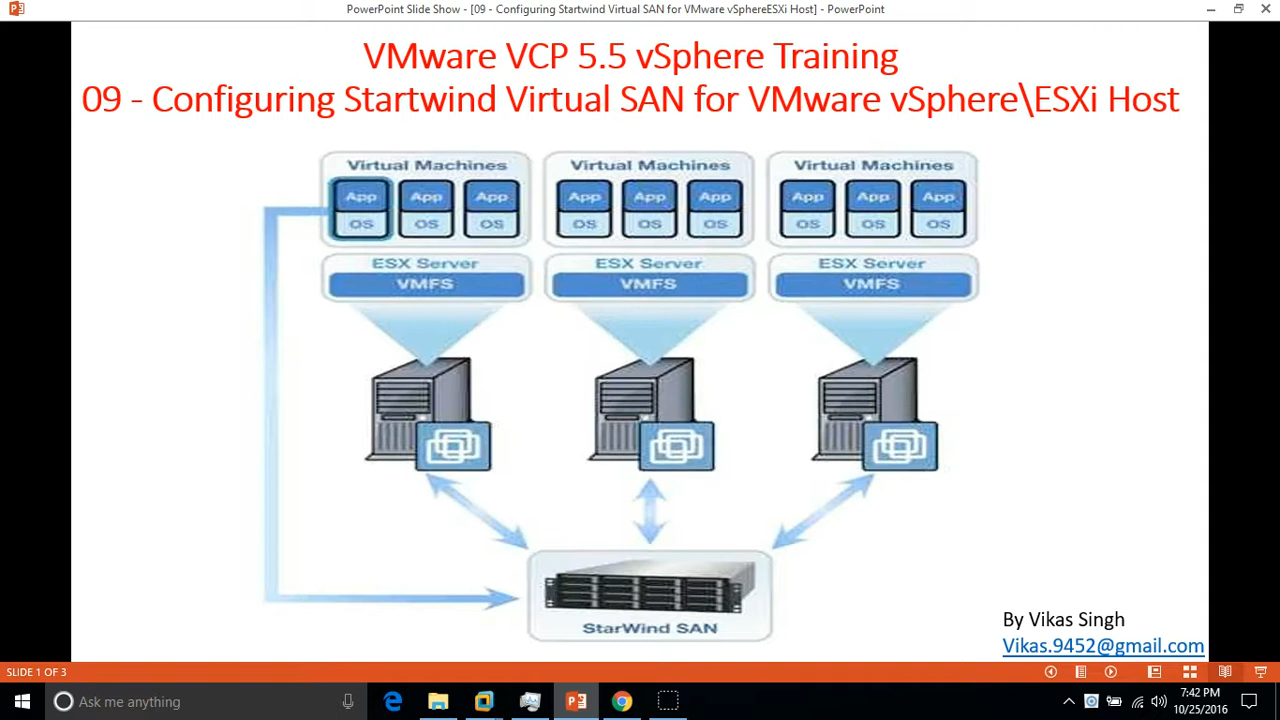 PowerPoint Slide Show - [09 - Configuring Startwind Virtual SAN for VMware vSphereESXi Host] - PowerPoint
VMware VCP 5.5 vSphere Training
09 - Configuring Startwind Virtual SAN for VMware vSphere\ESXi Host
Virtual Machines Virtual Machines Virtual Machines
App App App App App App App App App
OS OS OS OS OS OS OS OS OS
ESX Server ESX Server ESX Server
VMFS VMFS VMFS
StarWind SAN
By Vikas Singh
Vikas.9452@gmail.com
SLIDE 1 OF 3
Ask me anything
7:42 PM
10/25/2016